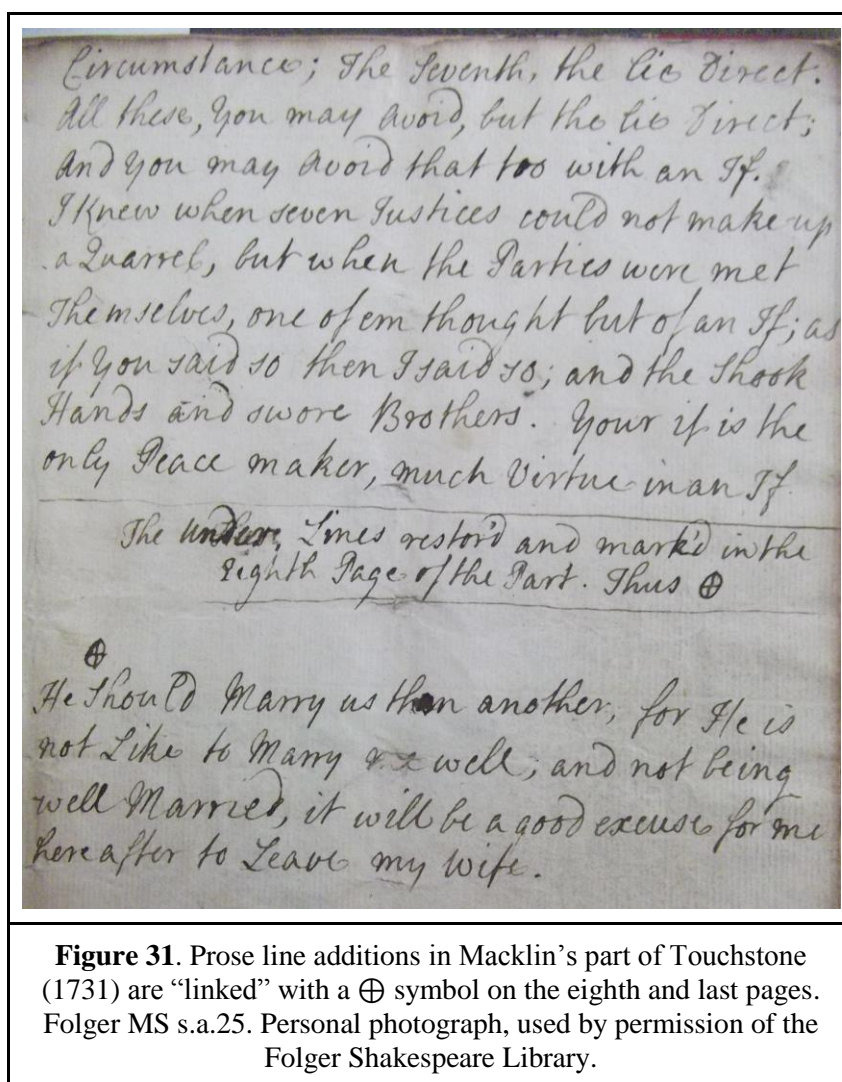 Circumstance; The Seventh, the lie Direct.
All these, You may avoid, but the lie Direct;
And You may Avoid that too with an If.
I Knew when seven Justices could not make up
a Quarrel, but when the Parties were met
Themselves, one of em thought but of an If; as
if You said so then I said so; and the Shook
Hands and swore Brothers. Your if is the
only Peace maker, much Virtue in an If
The Lines restor'd and mark'd in the
Eighth Page of the Part. Thus ⊕
⊕
He Should Marry us than another, for He is
not Like to Marry well; and not being
well Married, it will be a good excuse for me
hereafter to Leave my Wife.
Figure 31. Prose line additions in Macklin’s part of Touchstone
(1731) are “linked” with a ⊕ symbol on the eighth and last pages.
Folger MS s.a.25. Personal photograph, used by permission of the
Folger Shakespeare Library.